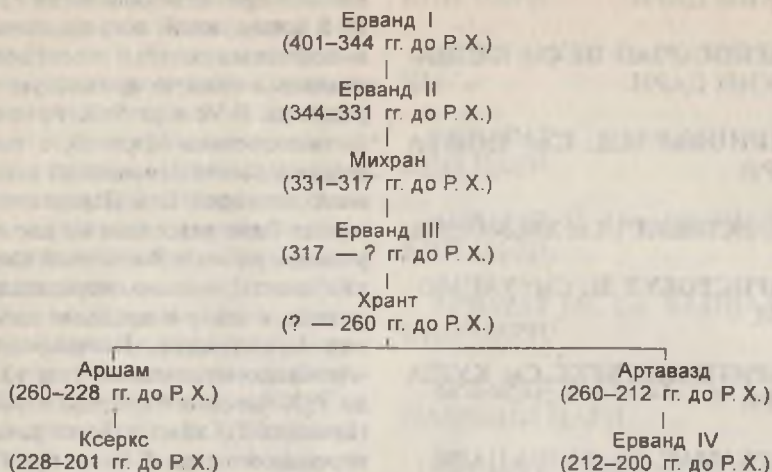 Ерванд I
(401–344 гг. до Р. Х.)
Ерванд II
(344–331 гг. до Р. Х.)
Михран
(331–317 гг. до Р. Х.)
Ерванд III
(317 — ? гг. до Р. Х.)
Хрант
(? — 260 гг. до Р. Х.)
Аршам
(260–228 гг. до Р. Х.)
Артавазд
(260–212 гг. до Р. Х.)
Ксеркс
(228–201 гг. до Р. Х.)
Ерванд IV
(212–200 гг. до Р. Х.)